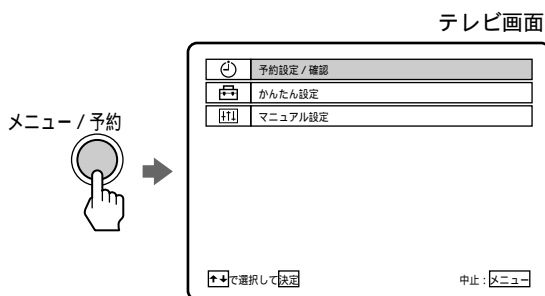 テレビ画面
予約設定 / 確認
かんたん設定
マニュアル設定
メニュー / 予約
↑↓で選択して決定
中止 : メニュー